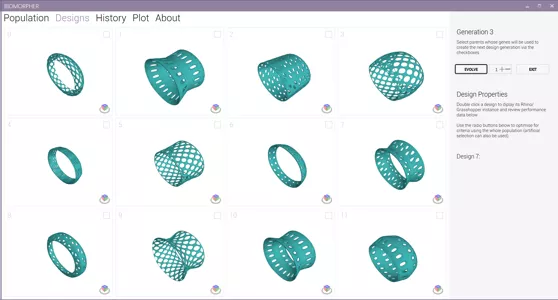 BIOMORPHER
Population Designs History Plot About
0
1
2
3
4
5
6
7
8
9
10
11
Generation 3
Select parents whose genes will be used to
create the next design generation via the
checkboxes
EVOLVE
1
EXIT
Design Properties
Double click a design to display its Rhino/
Grasshopper instance and review performance
data below
Use the radio buttons below to optimise for
criteria using the whole population (artificial
selection can also be used).
Design 7: